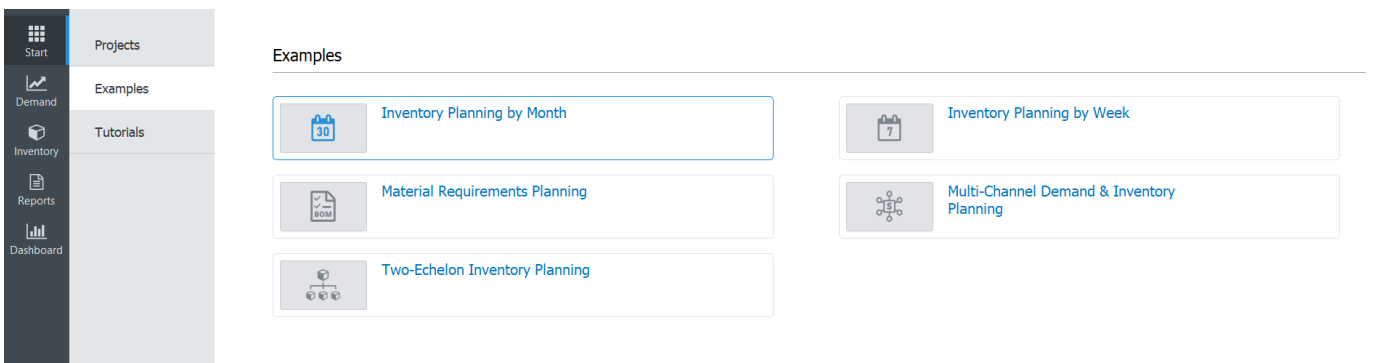 Start
Demand
Inventory
Reports
Dashboard
Projects
Examples
Tutorials
Examples
30
Inventory Planning by Month
7
Inventory Planning by Week
BOM
Material Requirements Planning
S
Multi-Channel Demand & Inventory
Planning
Two-Echelon Inventory Planning